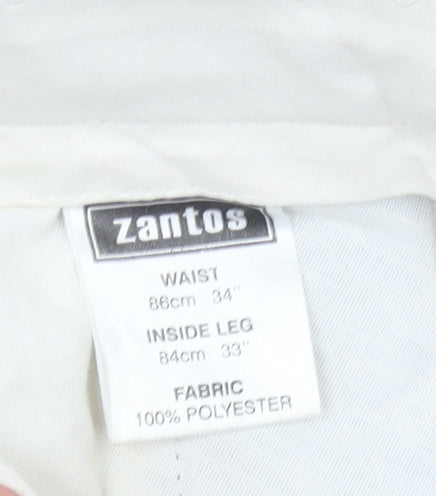 zantos
WAIST
86cm 34"
INSIDE LEG
84cm 33"
FABRIC
100% POLYESTER